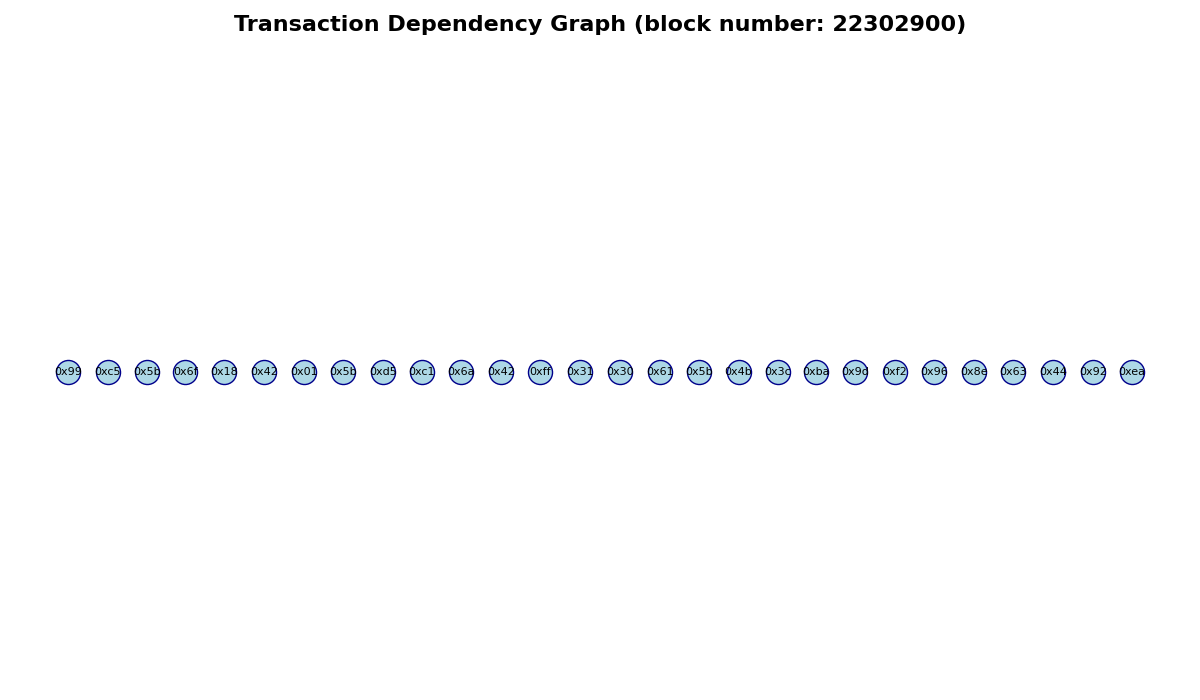 Transaction Dependency Graph (block number: 22302900)
0x99 0xc5 0x5b 0x6f 0x18 0x42 0x01 0x5b 0xd5 0xc1 0x6a 0x42 0xff 0x31 0x30 0x61 0x5b 0x4b 0x3c 0xba 0x9d 0xf2 0x96 0x8e 0x63 0x44 0x92 0xea